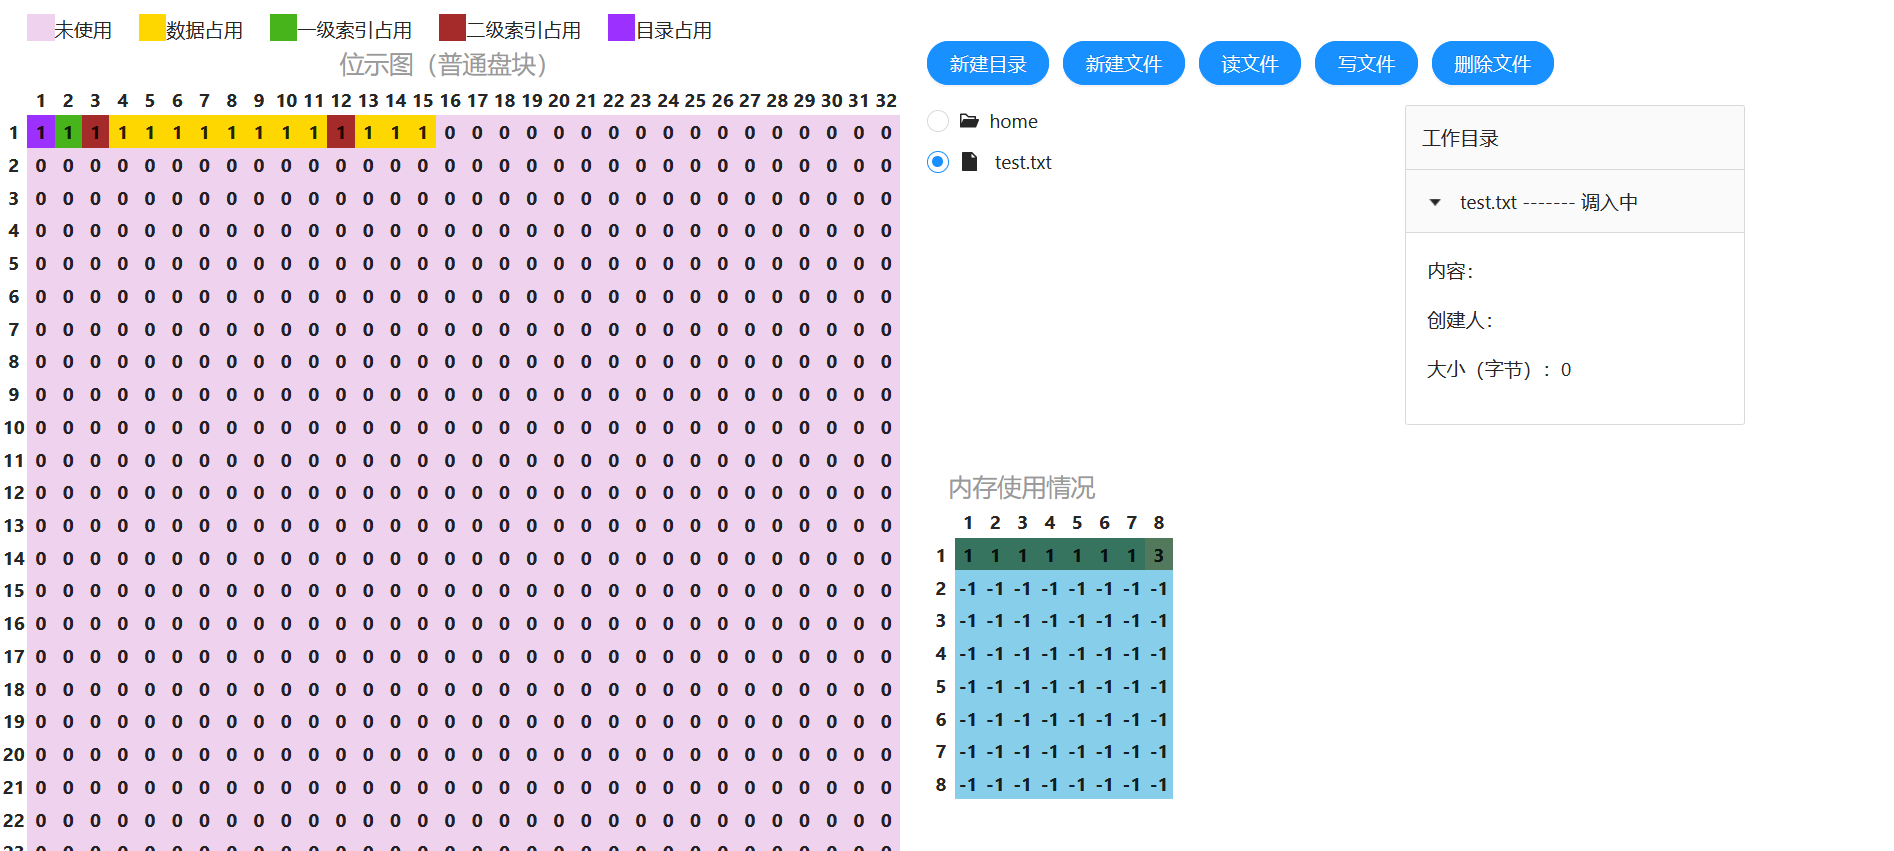 未使用 数据占用 一级索引占用 二级索引占用 目录占用
位示图（普通盘块）
1 2 3 4 5 6 7 8 9 10 11 12 13 14 15 16 17 18 19 20 21 22 23 24 25 26 27 28 29 30 31 32
1 1 1 1 1 1 1 1 1 1 1 1 1 1 1 1 0 0 0 0 0 0 0 0 0 0 0 0 0 0 0 0 0
2 0 0 0 0 0 0 0 0 0 0 0 0 0 0 0 0 0 0 0 0 0 0 0 0 0 0 0 0 0 0 0 0
3 0 0 0 0 0 0 0 0 0 0 0 0 0 0 0 0 0 0 0 0 0 0 0 0 0 0 0 0 0 0 0 0
4 0 0 0 0 0 0 0 0 0 0 0 0 0 0 0 0 0 0 0 0 0 0 0 0 0 0 0 0 0 0 0 0
5 0 0 0 0 0 0 0 0 0 0 0 0 0 0 0 0 0 0 0 0 0 0 0 0 0 0 0 0 0 0 0 0
6 0 0 0 0 0 0 0 0 0 0 0 0 0 0 0 0 0 0 0 0 0 0 0 0 0 0 0 0 0 0 0 0
7 0 0 0 0 0 0 0 0 0 0 0 0 0 0 0 0 0 0 0 0 0 0 0 0 0 0 0 0 0 0 0 0
8 0 0 0 0 0 0 0 0 0 0 0 0 0 0 0 0 0 0 0 0 0 0 0 0 0 0 0 0 0 0 0 0
9 0 0 0 0 0 0 0 0 0 0 0 0 0 0 0 0 0 0 0 0 0 0 0 0 0 0 0 0 0 0 0 0
10 0 0 0 0 0 0 0 0 0 0 0 0 0 0 0 0 0 0 0 0 0 0 0 0 0 0 0 0 0 0 0 0
11 0 0 0 0 0 0 0 0 0 0 0 0 0 0 0 0 0 0 0 0 0 0 0 0 0 0 0 0 0 0 0 0
12 0 0 0 0 0 0 0 0 0 0 0 0 0 0 0 0 0 0 0 0 0 0 0 0 0 0 0 0 0 0 0 0
13 0 0 0 0 0 0 0 0 0 0 0 0 0 0 0 0 0 0 0 0 0 0 0 0 0 0 0 0 0 0 0 0
14 0 0 0 0 0 0 0 0 0 0 0 0 0 0 0 0 0 0 0 0 0 0 0 0 0 0 0 0 0 0 0 0
15 0 0 0 0 0 0 0 0 0 0 0 0 0 0 0 0 0 0 0 0 0 0 0 0 0 0 0 0 0 0 0 0
16 0 0 0 0 0 0 0 0 0 0 0 0 0 0 0 0 0 0 0 0 0 0 0 0 0 0 0 0 0 0 0 0
17 0 0 0 0 0 0 0 0 0 0 0 0 0 0 0 0 0 0 0 0 0 0 0 0 0 0 0 0 0 0 0 0
18 0 0 0 0 0 0 0 0 0 0 0 0 0 0 0 0 0 0 0 0 0 0 0 0 0 0 0 0 0 0 0 0
19 0 0 0 0 0 0 0 0 0 0 0 0 0 0 0 0 0 0 0 0 0 0 0 0 0 0 0 0 0 0 0 0
20 0 0 0 0 0 0 0 0 0 0 0 0 0 0 0 0 0 0 0 0 0 0 0 0 0 0 0 0 0 0 0 0
21 0 0 0 0 0 0 0 0 0 0 0 0 0 0 0 0 0 0 0 0 0 0 0 0 0 0 0 0 0 0 0 0
22 0 0 0 0 0 0 0 0 0 0 0 0 0 0 0 0 0 0 0 0 0 0 0 0 0 0 0 0 0 0 0 0
新建目录 新建文件 读文件 写文件 删除文件
home
test.txt
工作目录
test.txt ------- 调入中
内容：
创建人：
大小（字节）：0
内存使用情况
1 2 3 4 5 6 7 8
1 1 1 1 1 1 1 1 3
2 -1 -1 -1 -1 -1 -1 -1 -1
3 -1 -1 -1 -1 -1 -1 -1 -1
4 -1 -1 -1 -1 -1 -1 -1 -1
5 -1 -1 -1 -1 -1 -1 -1 -1
6 -1 -1 -1 -1 -1 -1 -1 -1
7 -1 -1 -1 -1 -1 -1 -1 -1
8 -1 -1 -1 -1 -1 -1 -1 -1